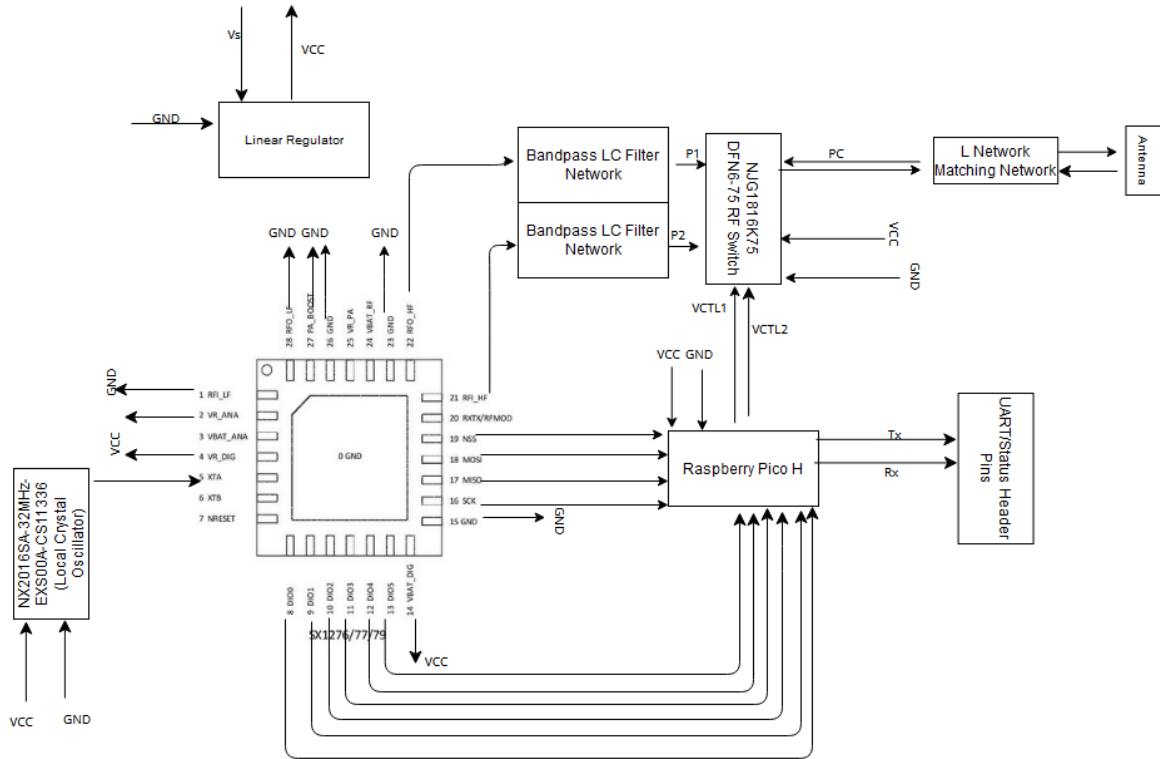 Vs
VCC
GND
Linear Regulator
Bandpass LC Filter
Network
P1
Bandpass LC Filter
Network
P2
NJG1816K75
DFN6-75 RF
Switch
PC
L Network
Matching Network
Antenna
VCC
GND
VCTL1
VCTL2
GND
GND
GND
28 RFO_LF
27 PA_BOOST
26 GND
25 VR_PA
24 VBAT_RF
23 GND
22 RFO_HF
GND
1 RFI_LF
2 VR_ANA
3 VBAT_ANA
VCC
4 VR_DIG
5 XTA
6 XTB
7 NRESET
0 GND
21 RFI_HF
20 RXTX/RFMOD
19 NSS
18 MOSI
17 MISO
16 SCK
15 GND
GND
VCC
GND
Raspberry Pico H
Tx
Rx
UART/Status Header
Pins
NX2016SA-32MHz-
EXS00A-CS11336
(Local Crystal
Oscillator)
VCC
GND
8 DIO0
9 DIO1
10 DIO2
11 DIO3
12 DIO4
13 DIO5
14 VBAT_DIG
SX1276/77/79
VCC